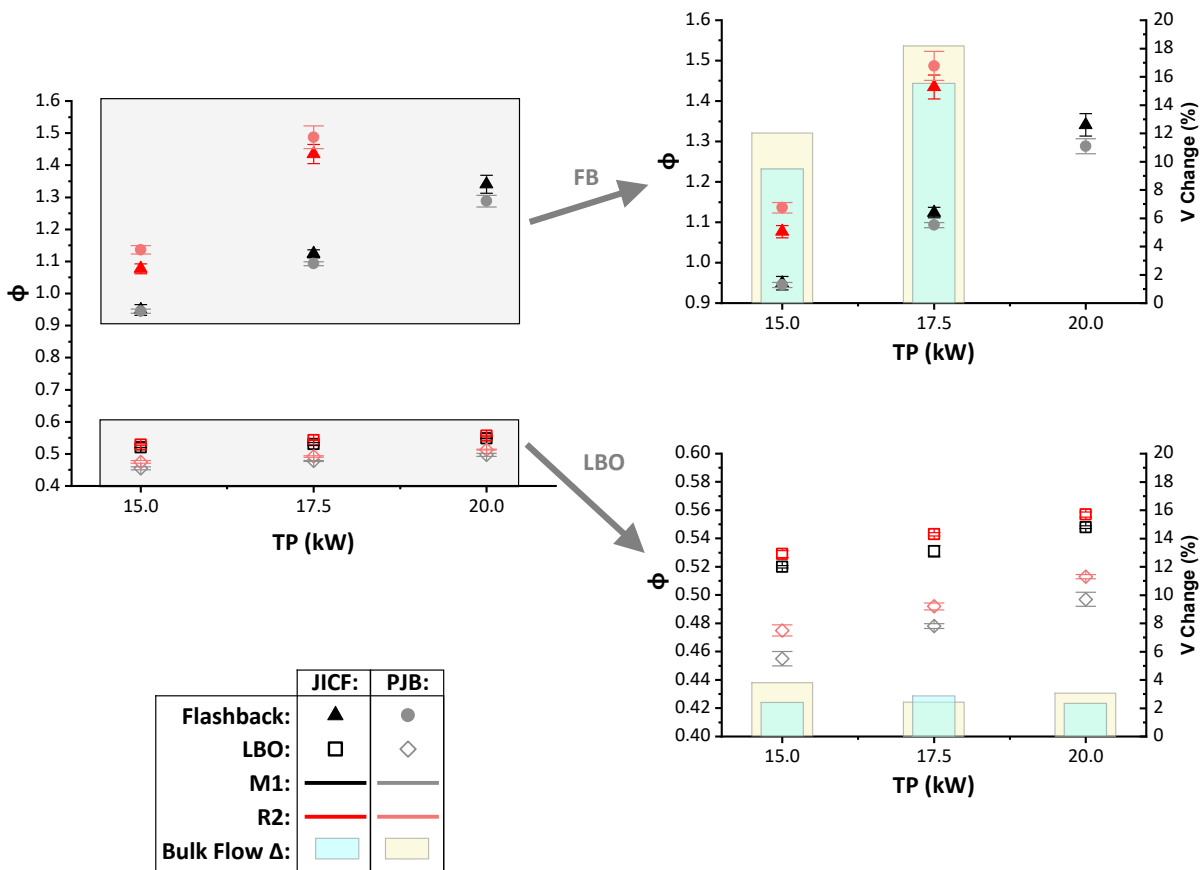 1.6
1.5
1.4
1.3
1.2
1.1
1.0
0.9
0.8
0.7
0.6
0.5
0.4
ϕ
15.0 17.5 20.0
TP (kW)
FB
LBO
1.6
1.5
1.4
1.3
1.2
1.1
1.0
0.9
ϕ
20
18
16
14
12
10
8
6
4
2
0
V Change (%)
15.0 17.5 20.0
TP (kW)
0.60
0.58
0.56
0.54
0.52
0.50
0.48
0.46
0.44
0.42
0.40
ϕ
20
18
16
14
12
10
8
6
4
2
0
V Change (%)
15.0 17.5 20.0
TP (kW)
JICF: PJB:
Flashback:
LBO:
M1:
R2:
Bulk Flow Δ: